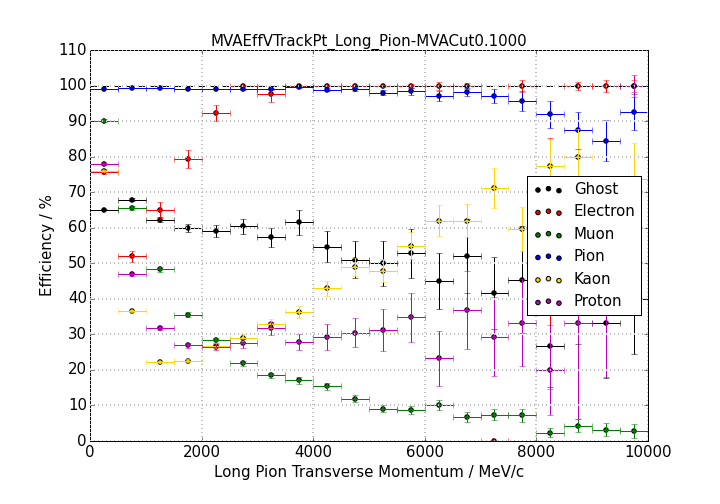 MVAEffVTrackPt_Long_Pion-MVACut0.1000
110
100
90
80
70
60
50
40
30
20
10
0
Efficiency / %
Ghost
Electron
Muon
Pion
Kaon
Proton
0 2000 4000 6000 8000 10000
Long Pion Transverse Momentum / MeV/c